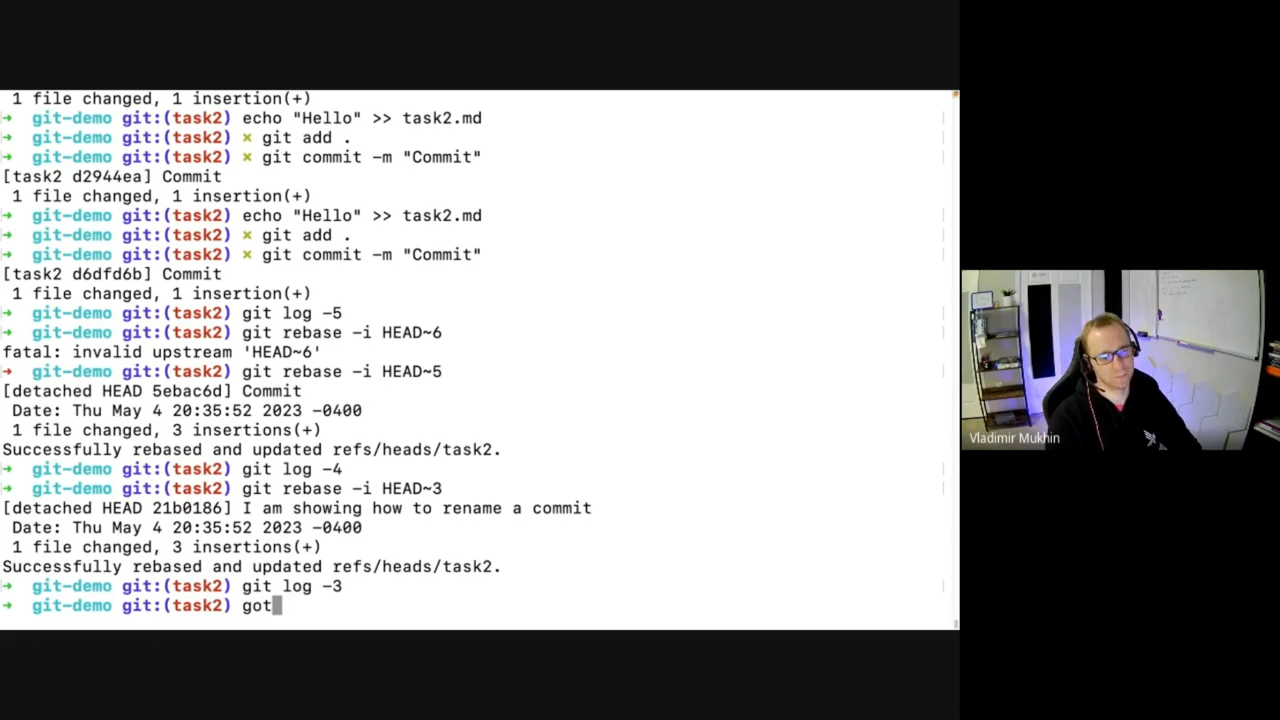 1 file changed, 1 insertion(+)
→ git-demo git:(task2) echo "Hello" >> task2.md
→ git-demo git:(task2) × git add .
→ git-demo git:(task2) × git commit -m "Commit"
[task2 d2944ea] Commit
1 file changed, 1 insertion(+)
→ git-demo git:(task2) echo "Hello" >> task2.md
→ git-demo git:(task2) × git add .
→ git-demo git:(task2) × git commit -m "Commit"
[task2 d6dfd6b] Commit
1 file changed, 1 insertion(+)
→ git-demo git:(task2) git log -5
→ git-demo git:(task2) git rebase -i HEAD~6
fatal: invalid upstream 'HEAD~6'
→ git-demo git:(task2) git rebase -i HEAD~5
[detached HEAD 5ebac6d] Commit
Date: Thu May 4 20:35:52 2023 -0400
1 file changed, 3 insertions(+)
Successfully rebased and updated refs/heads/task2.
→ git-demo git:(task2) git log -4
→ git-demo git:(task2) git rebase -i HEAD~3
[detached HEAD 21b0186] I am showing how to rename a commit
Date: Thu May 4 20:35:52 2023 -0400
1 file changed, 3 insertions(+)
Successfully rebased and updated refs/heads/task2.
→ git-demo git:(task2) git log -3
→ git-demo git:(task2) got
Vladimir Mukhin